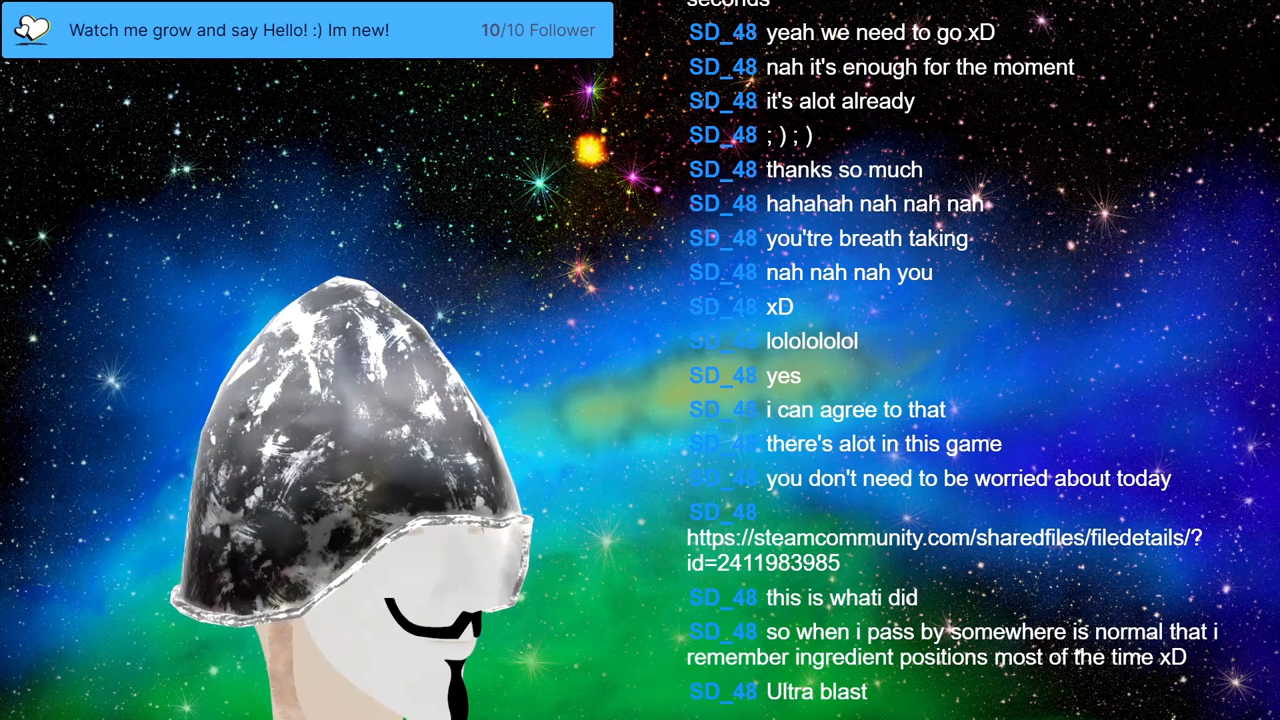 Watch me grow and say Hello! :) Im new! 10/10 Follower
seconds
SD_48 yeah we need to go xD
SD_48 nah it's enough for the moment
SD_48 it's alot already
SD_48 ; ) ; )
SD_48 thanks so much
SD_48 hahahah nah nah nah
SD_48 you'tre breath taking
SD_48 nah nah nah you
SD_48 xD
SD_48 lolololololol
SD_48 yes
SD_48 i can agree to that
SD_48 there's alot in this game
SD_48 you don't need to be worried about today
SD_48
https://steamcommunity.com/sharedfiles/filedetails/?
id=2411983985
SD_48 this is whati did
SD_48 so when i pass by somewhere is normal that i
remember ingredient positions most of the time xD
SD_48 Ultra blast